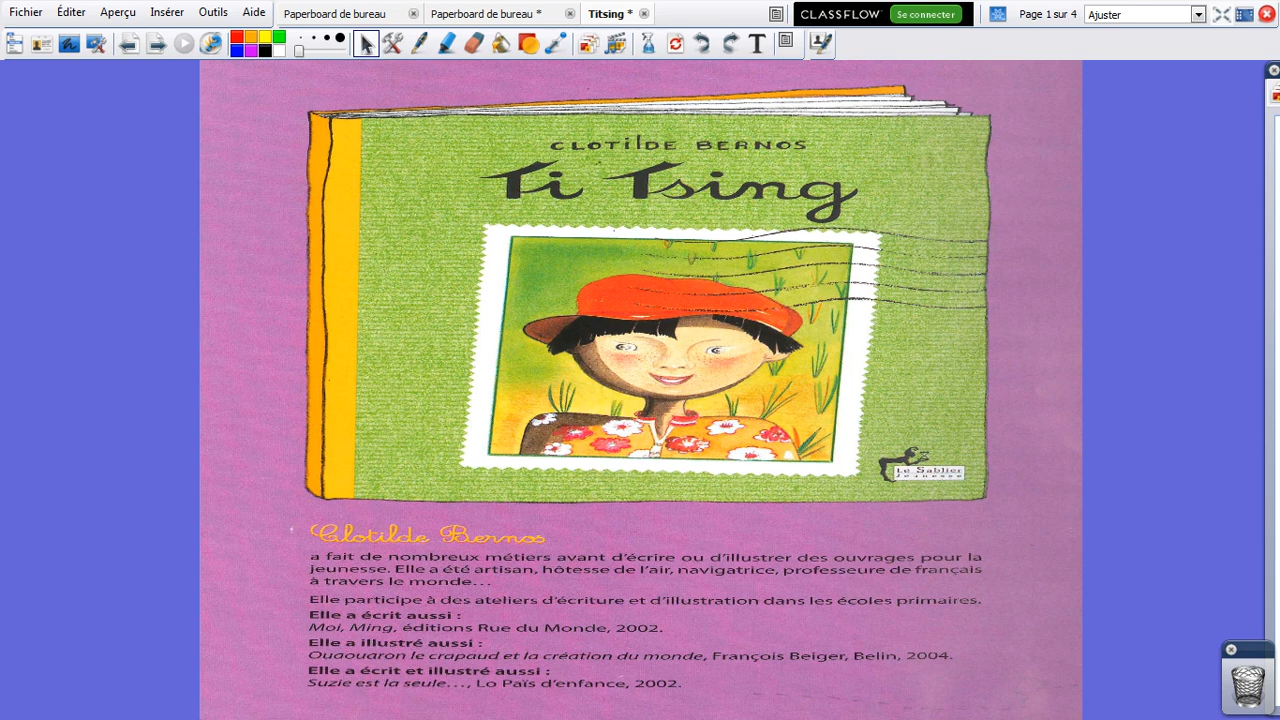 Fichier Éditer Aperçu Insérer Outils Aide
Paperboard de bureau Paperboard de bureau * Titsing *
CLASSFLOW Se connecter Page 1 sur 4 Ajuster
CLOTILDE BERNOS
Ti Tsing
Le Sablier
Jeunesse
Clotilde Bernos
a fait de nombreux métiers avant d'écrire ou d'illustrer des ouvrages pour la
jeunesse. Elle a été artisan, hôtesse de l'air, navigatrice, professeure de français
à travers le monde...
Elle participe à des ateliers d'écriture et d'illustration dans les écoles primaires.
Elle a écrit aussi :
Moi, Ming, éditions Rue du Monde, 2002.
Elle a illustré aussi :
Ouaouaron le crapaud et la création du monde, François Beiger, Belin, 2004.
Elle a écrit et illustré aussi :
Suzie est la seule..., Lo Païs d'enfance, 2002.